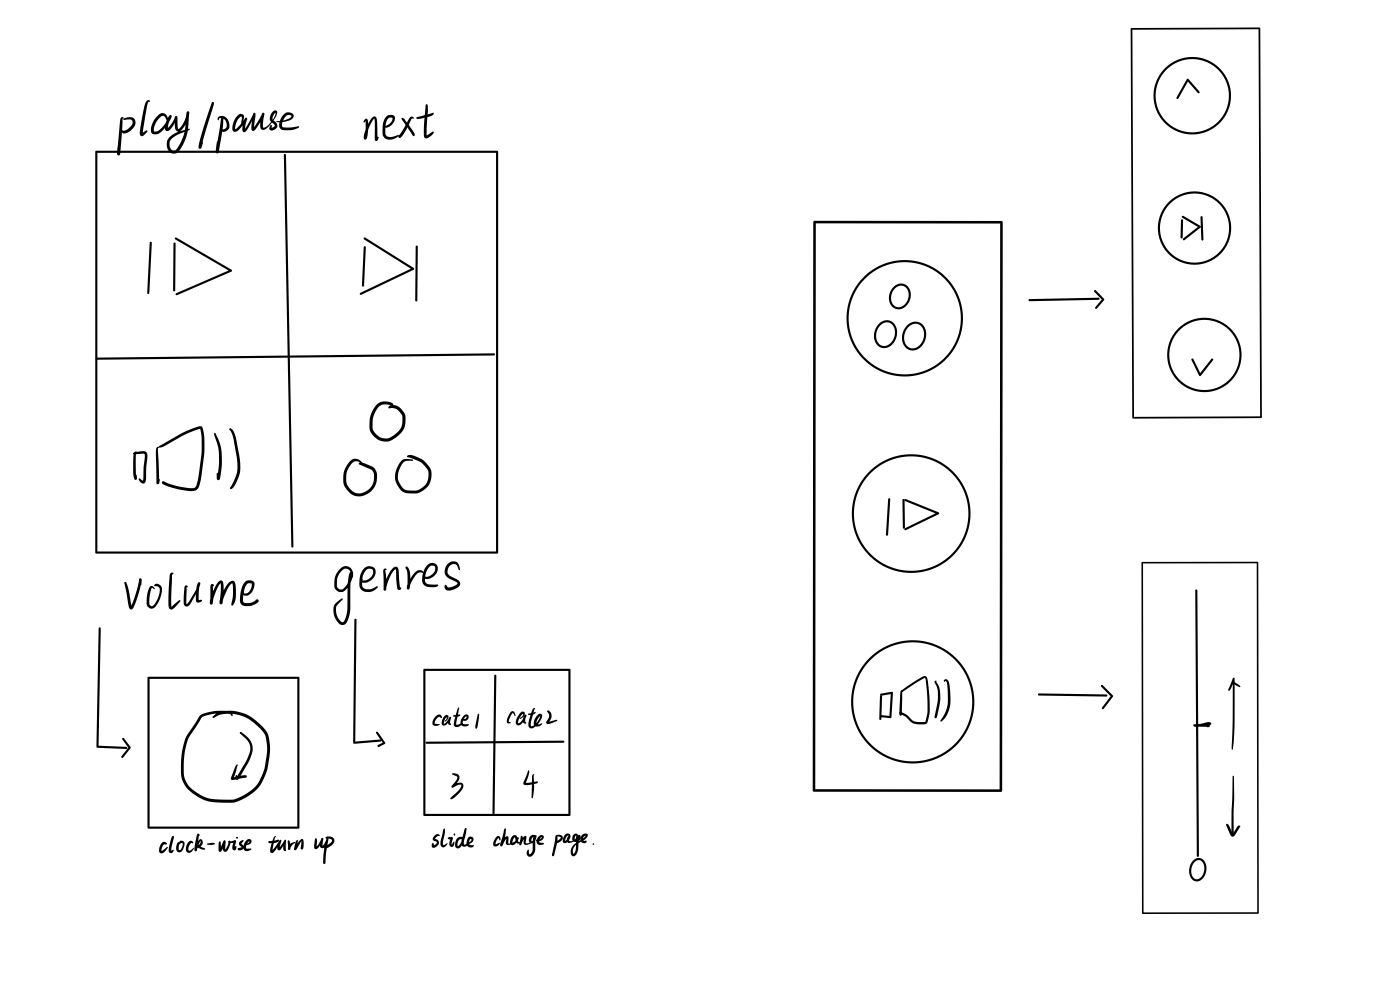 play/pause next
volume genres
cate1 cate2
3 4
clock-wise turn up
slide change page.